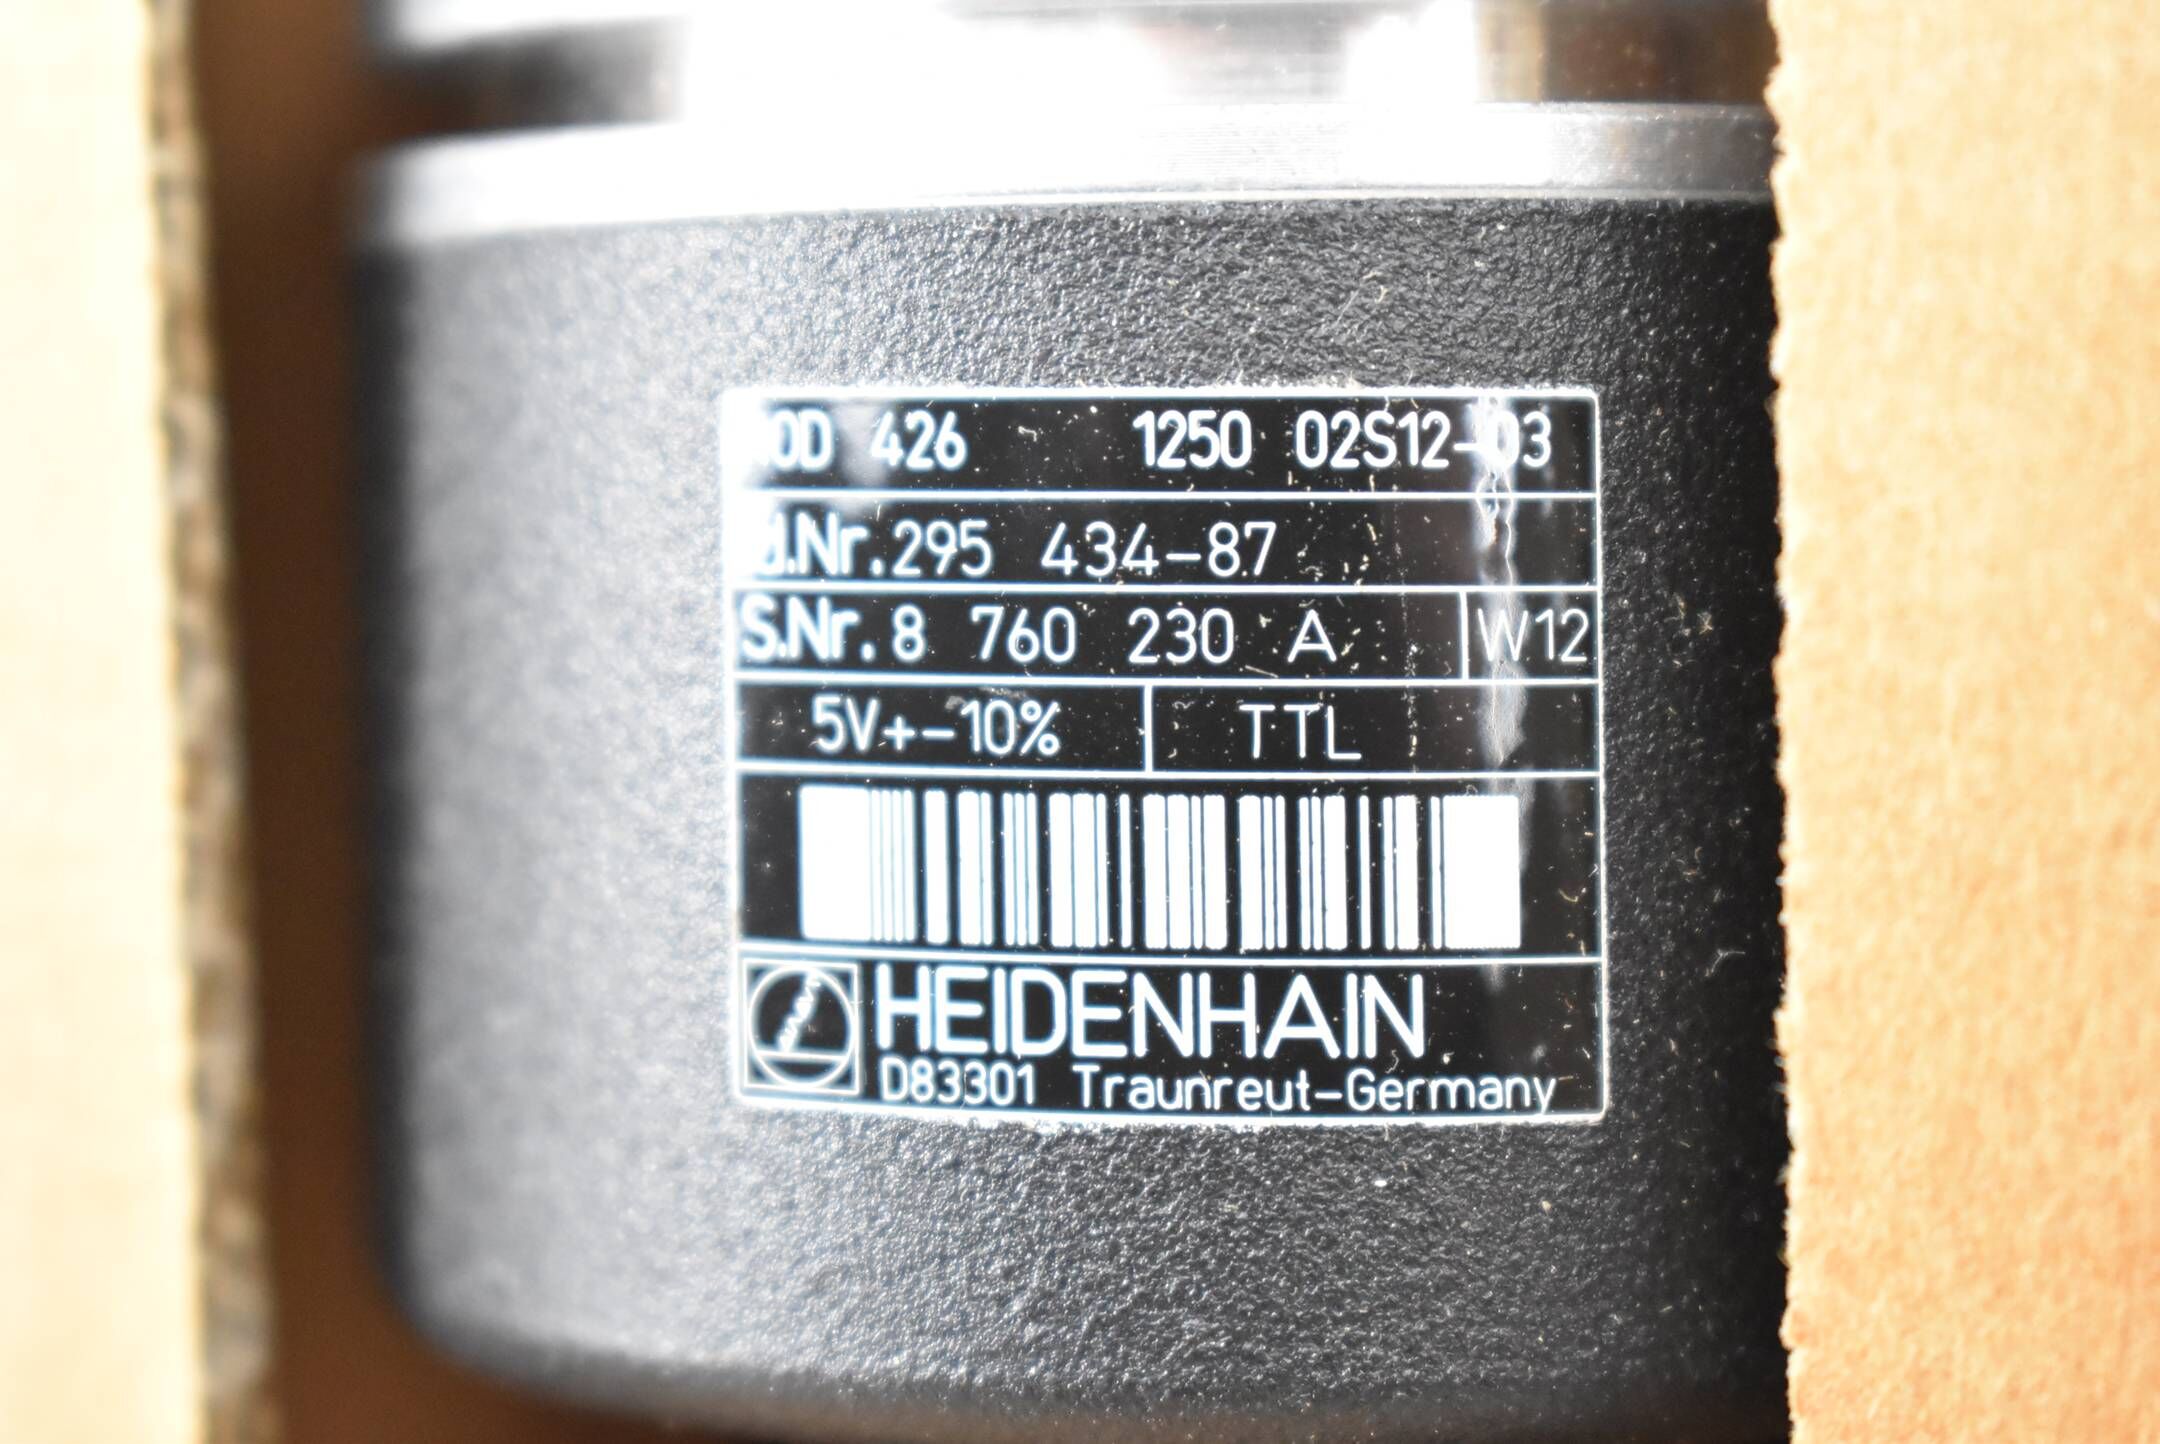 426 1250 02S12-03
Id.Nr. 295 434-87
S.Nr. 8 760 230 A W12
5V+-10% TTL
HEIDENHAIN
D83301 Traunreut-Germany